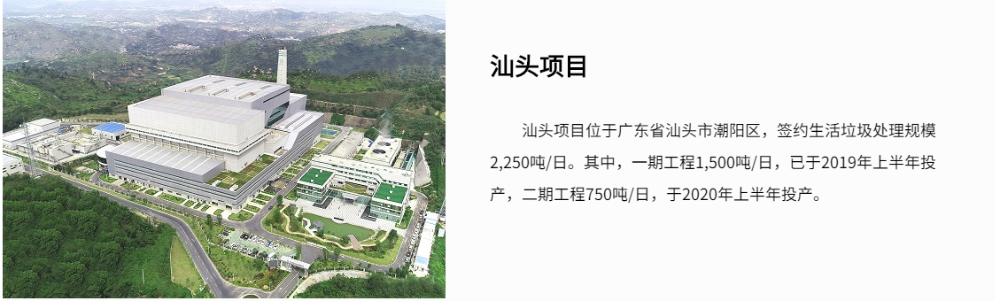 汕头项目
汕头项目位于广东省汕头市潮阳区，签约生活垃圾处理规模
2,250吨/日。其中，一期工程1,500吨/日，已于2019年上半年投
产，二期工程750吨/日，于2020年上半年投产。